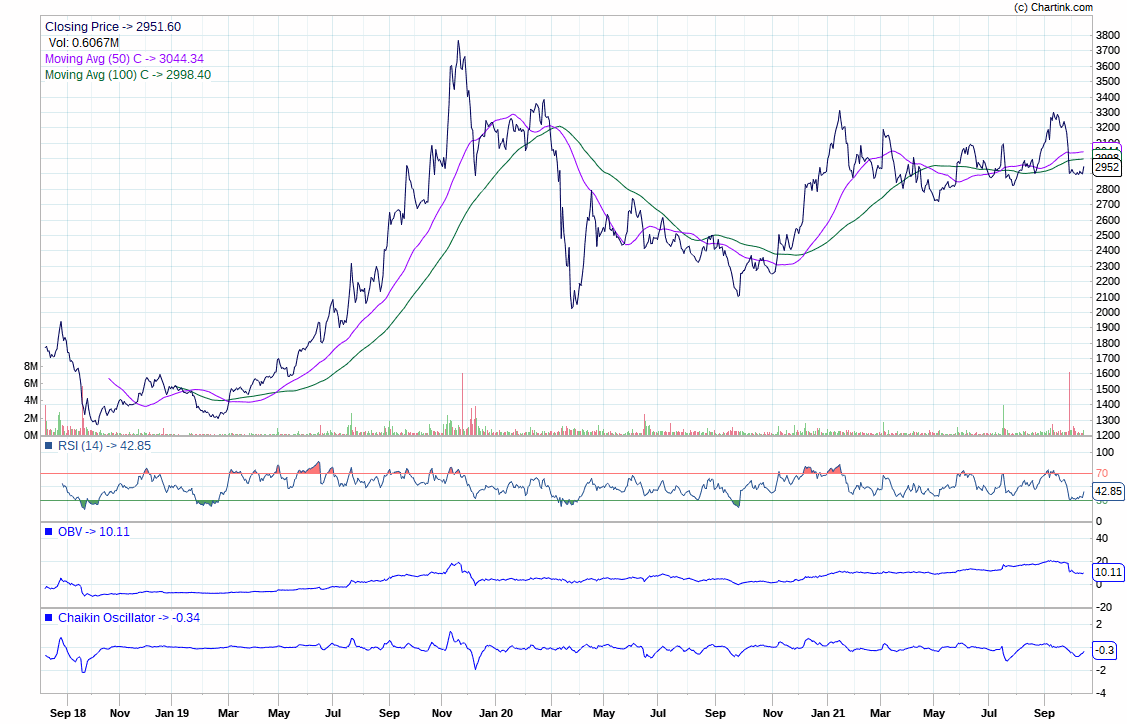 (c) Chartink.com
Closing Price -> 2951.60
Vol: 0.6067M
Moving Avg (50) C -> 3044.34
Moving Avg (100) C -> 2998.40
3800
3700
3600
3500
3400
3300
3200
3100
2998
2952
2800
2700
2600
2500
2400
2300
2200
2100
2000
1900
1800
1700
1600
1500
1400
1300
1200
8M
6M
4M
2M
0M
RSI (14) -> 42.85
100
70
42.85
0
OBV -> 10.11
40
20
10.11
0
-20
Chaikin Oscillator -> -0.34
2
-0.3
-2
-4
Sep 18 Nov Jan 19 Mar May Jul Sep Nov Jan 20 Mar May Jul Sep Nov Jan 21 Mar May Jul Sep